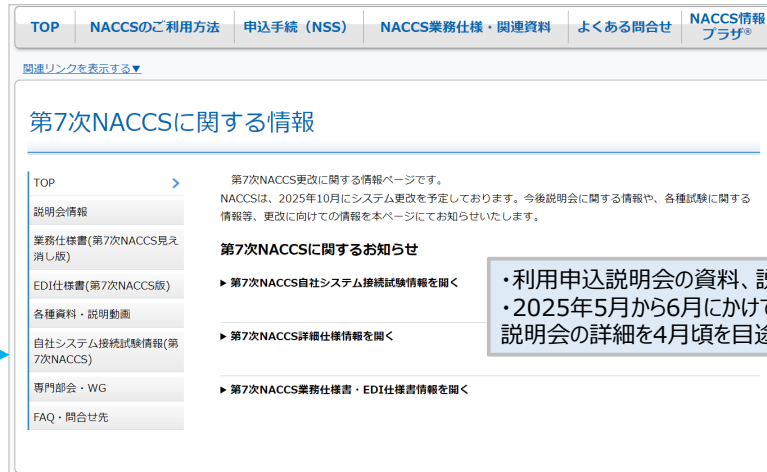 TOP
NACCSのご利用方法
申込手続（NSS）
NACCS業務仕様・関連資料
よくある問合せ
NACCS情報
プラザ®
関連リンクを表示する▼
第7次NACCSに関する情報
TOP
説明会情報
業務仕様書(第7次NACCS見え
消し版)
EDI仕様書(第7次NACCS版)
各種資料・説明動画
自社システム接続試験情報(第
7次NACCS)
専門部会・WG
FAQ・問合せ先
第7次NACCS更改に関する情報ページです。
NACCSは、2025年10月にシステム更改を予定しております。今後説明会に関する情報や、各種試験に関する
情報等、更改に向けての情報を本ページにてお知らせいたします。
第7次NACCSに関するお知らせ
▶ 第7次NACCS自社システム接続試験情報を開く
▶ 第7次NACCS詳細仕様情報を開く
▶ 第7次NACCS業務仕様書・EDI仕様書情報を開く
・利用申込説明会の資料、説
・2025年5月から6月にかけて
説明会の詳細を4月頃を目途